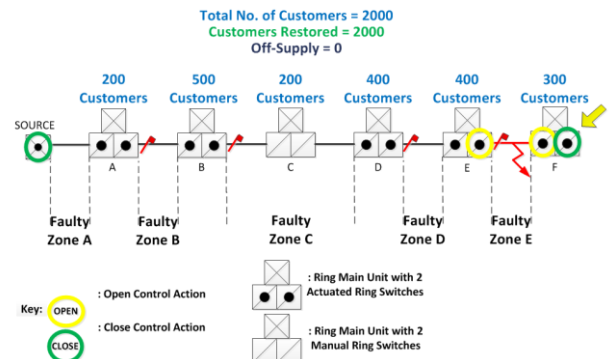 Total No. of Customers = 2000
Customers Restored = 2000
Off-Supply = 0
200 500 200 400 400 300
Customers Customers Customers Customers Customers Customers
SOURCE
A B C D E F
Faulty Faulty Faulty Faulty Faulty
Zone A Zone B Zone C Zone D Zone E
Key: OPEN : Open Control Action
CLOSE : Close Control Action
: Ring Main Unit with 2
Actuated Ring Switches
: Ring Main Unit with 2
Manual Ring Switches